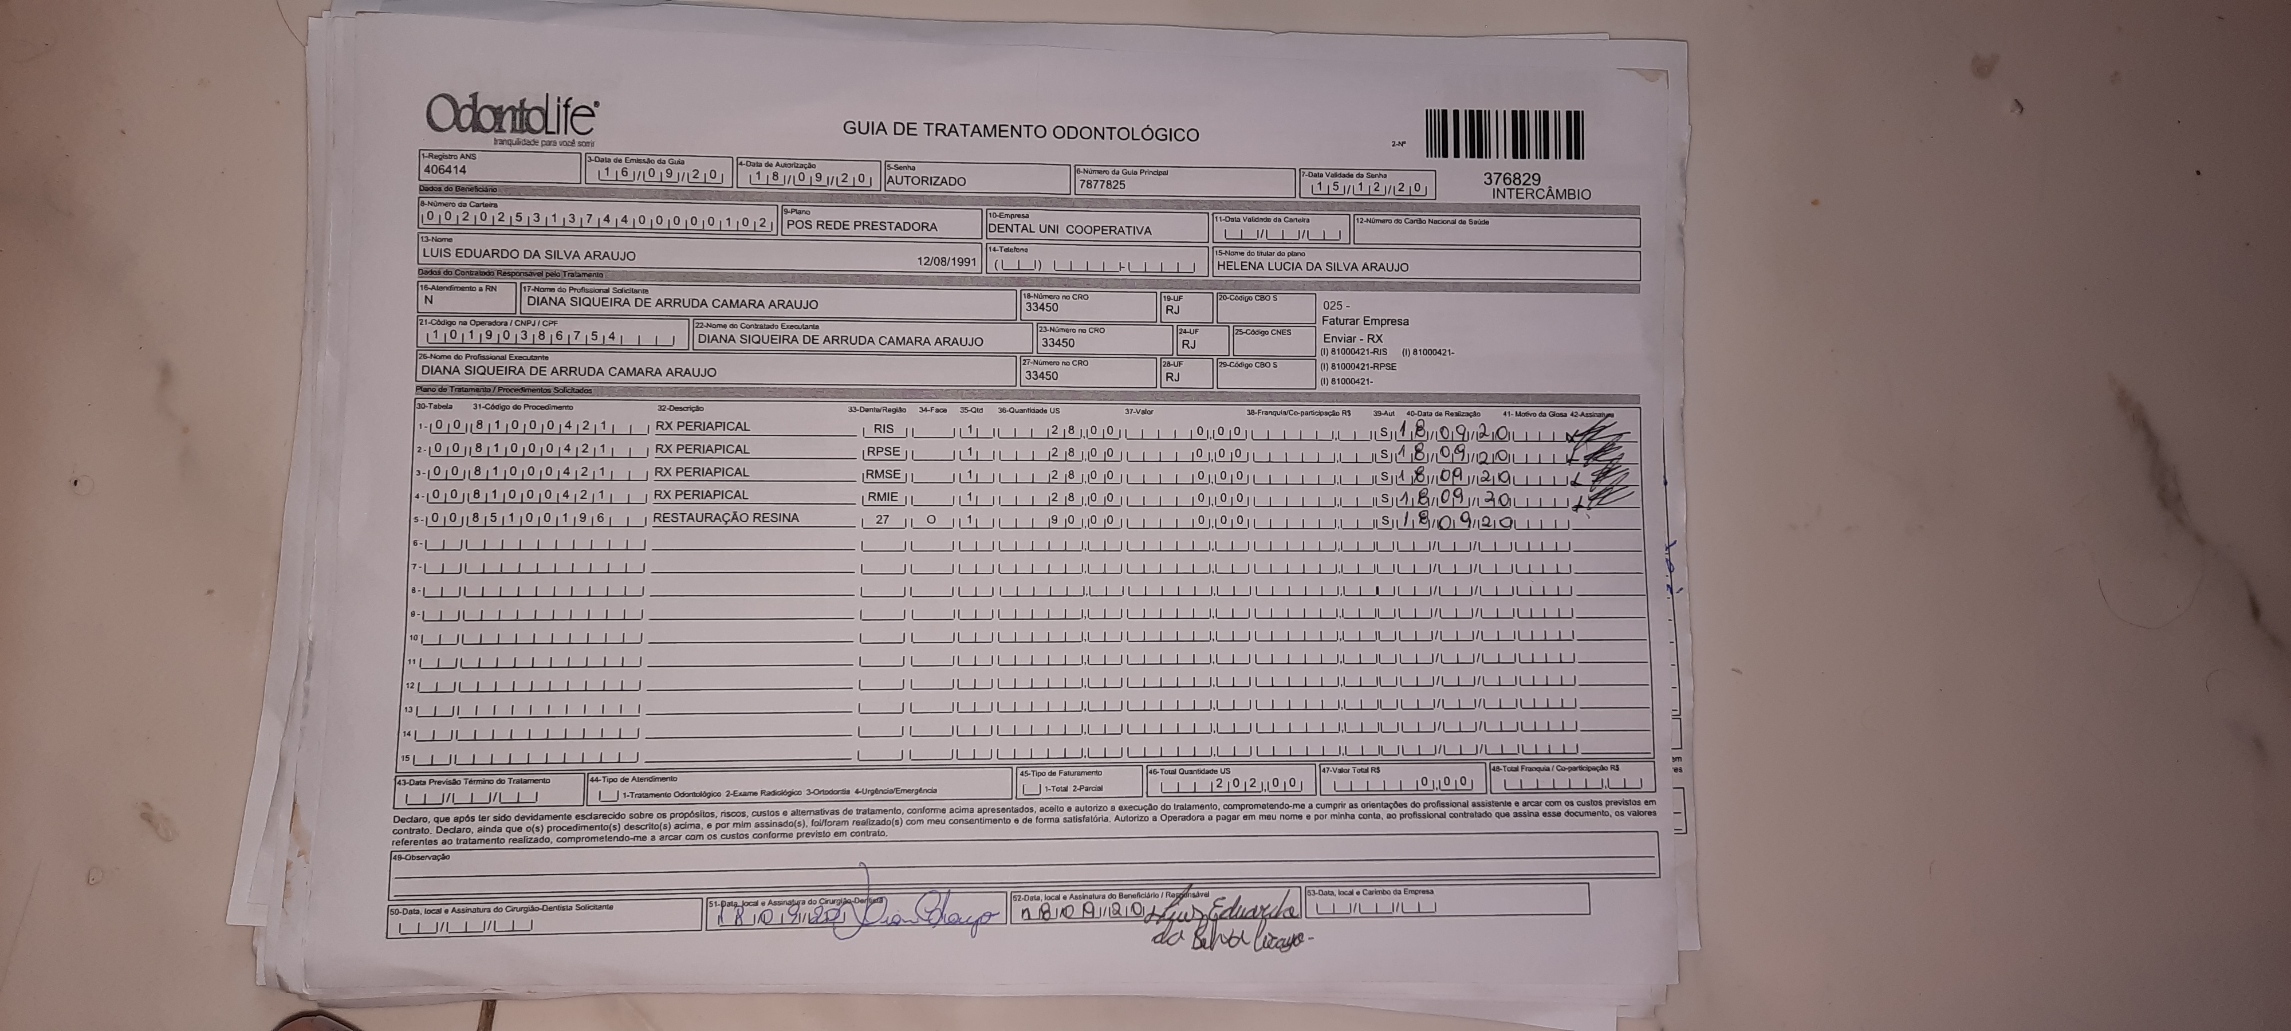 OdontoLife
tranquilidade para você sorrir
GUIA DE TRATAMENTO ODONTOLÓGICO
2-Nº
376829
INTERCÂMBIO
1-Registro ANS
406414
3-Data de Emissão da Guia
16/09/20
4-Data de Autorização
18/09/20
5-Senha
AUTORIZADO
6-Número da Guia Principal
7877825
7-Data Validade da Senha
15/12/20
Dados do Beneficiário
8-Número da Carteira
00202531374400000102
9-Plano
POS REDE PRESTADORA
10-Empresa
DENTAL UNI COOPERATIVA
11-Data Validade da Carteira
12-Número do Cartão Nacional de Saúde
13-Nome
LUIS EDUARDO DA SILVA ARAUJO 12/08/1991
14-Telefone
15-Nome do titular do plano
HELENA LUCIA DA SILVA ARAUJO
Dados do Contratado Responsável pelo Tratamento
16-Atendimento a RN
N
17-Nome do Profissional Solicitante
DIANA SIQUEIRA DE ARRUDA CAMARA ARAUJO
18-Número no CRO
33450
19-UF
RJ
20-Código CBO S
025 -
Faturar Empresa
Enviar - RX
(I) 81000421-RIS (I) 81000421-
(I) 81000421-RPSE
(I) 81000421-
21-Código na Operadora / CNPJ / CPF
10190386754
22-Nome do Contratado Executante
DIANA SIQUEIRA DE ARRUDA CAMARA ARAUJO
23-Número no CRO
33450
24-UF
RJ
25-Código CNES
26-Nome do Profissional Executante
DIANA SIQUEIRA DE ARRUDA CAMARA ARAUJO
27-Número no CRO
33450
28-UF
RJ
29-Código CBO S
Plano de Tratamento / Procedimentos Solicitados
30-Tabela 31-Código do Procedimento 32-Descrição 33-Dente/Região 34-Face 35-Qtd 36-Quantidade US 37-Valor 38-Franquia/Co-participação R$ 39-Aut 40-Data de Realização 41- Motivo da Glosa 42-Assinatura
1- 00 81000421 RX PERIAPICAL RIS 1 28,00 0,00 S 18/09/20
2- 00 81000421 RX PERIAPICAL RPSE 1 28,00 0,00 S 18/09/20
3- 00 81000421 RX PERIAPICAL RMSE 1 28,00 0,00 S 18/09/20
4- 00 81000421 RX PERIAPICAL RMIE 1 28,00 0,00 S 18/09/20
5- 00 85100196 RESTAURAÇÃO RESINA 27 O 1 90,00 0,00 S 18/09/20
6-
7-
8-
9-
10
11
12
13
14
15
43-Data Previsão Término do Tratamento
44-Tipo de Atendimento
1-Tratamento Odontológico 2-Exame Radiológico 3-Ortodontia 4-Urgência/Emergência
45-Tipo de Faturamento
1-Total 2-Parcial
46-Total Quantidade US
202,00
47-Valor Total R$
0,00
48-Total Franquia / Co-participação R$
Declaro, que após ter sido devidamente esclarecido sobre os propósitos, riscos, custos e alternativas de tratamento, conforme acima apresentados, aceito e autorizo a execução do tratamento, comprometendo-me a cumprir as orientações do profissional assistente e arcar com os custos previstos em
contrato. Declaro, ainda que o(s) procedimento(s) descrito(s) acima, e por mim assinado(s), foi/foram realizado(s) com meu consentimento e de forma satisfatória. Autorizo a Operadora a pagar em meu nome e por minha conta, ao profissional contratado que assina esse documento, os valores
referentes ao tratamento realizado, comprometendo-me a arcar com os custos conforme previsto em contrato.
49-Observação
50-Data, local e Assinatura do Cirurgião-Dentista Solicitante
51-Data, local e Assinatura do Cirurgião-Dentista
18/09/20
52-Data, local e Assinatura do Beneficiário / Responsável
18/09/20 Luis Eduardo
da
53-Data, local e Carimbo da Empresa